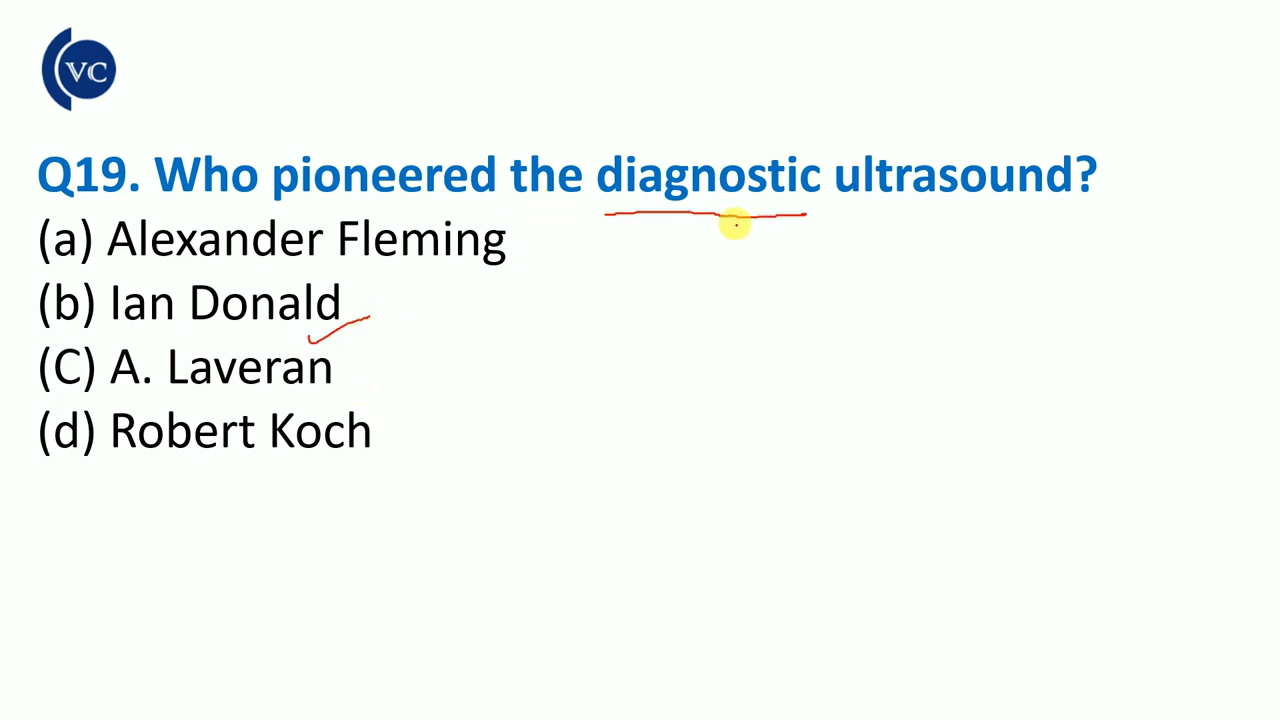 VC
Q19. Who pioneered the diagnostic ultrasound?
(a) Alexander Fleming
(b) Ian Donald
(C) A. Laveran
(d) Robert Koch